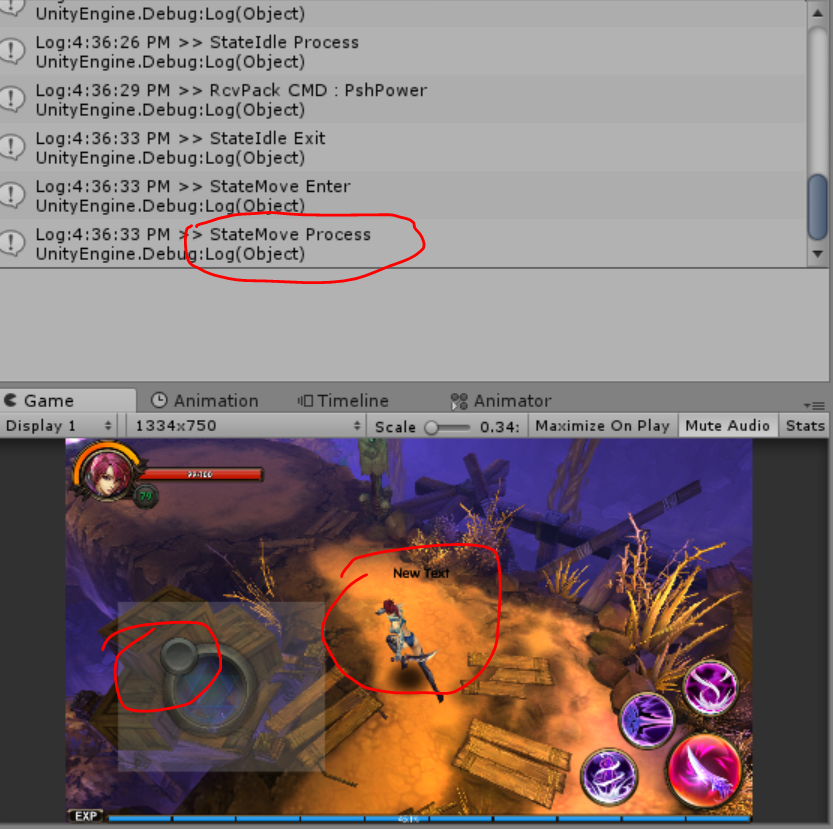 UnityEngine.Debug:Log(Object)
Log:4:36:26 PM >> StateIdle Process
UnityEngine.Debug:Log(Object)
Log:4:36:29 PM >> RcvPack CMD : PshPower
UnityEngine.Debug:Log(Object)
Log:4:36:33 PM >> StateIdle Exit
UnityEngine.Debug:Log(Object)
Log:4:36:33 PM >> StateMove Enter
UnityEngine.Debug:Log(Object)
Log:4:36:33 PM >> StateMove Process
UnityEngine.Debug:Log(Object)
Game Animation Timeline Animator
Display 1 1334x750 Scale 0.34: Maximize On Play Mute Audio Stats
New Text
EXP